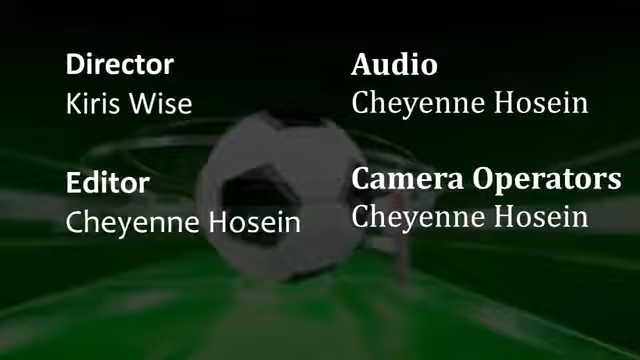 Director
Kiris Wise
Editor
Cheyenne Hosein
Audio
Cheyenne Hosein
Camera Operators
Cheyenne Hosein